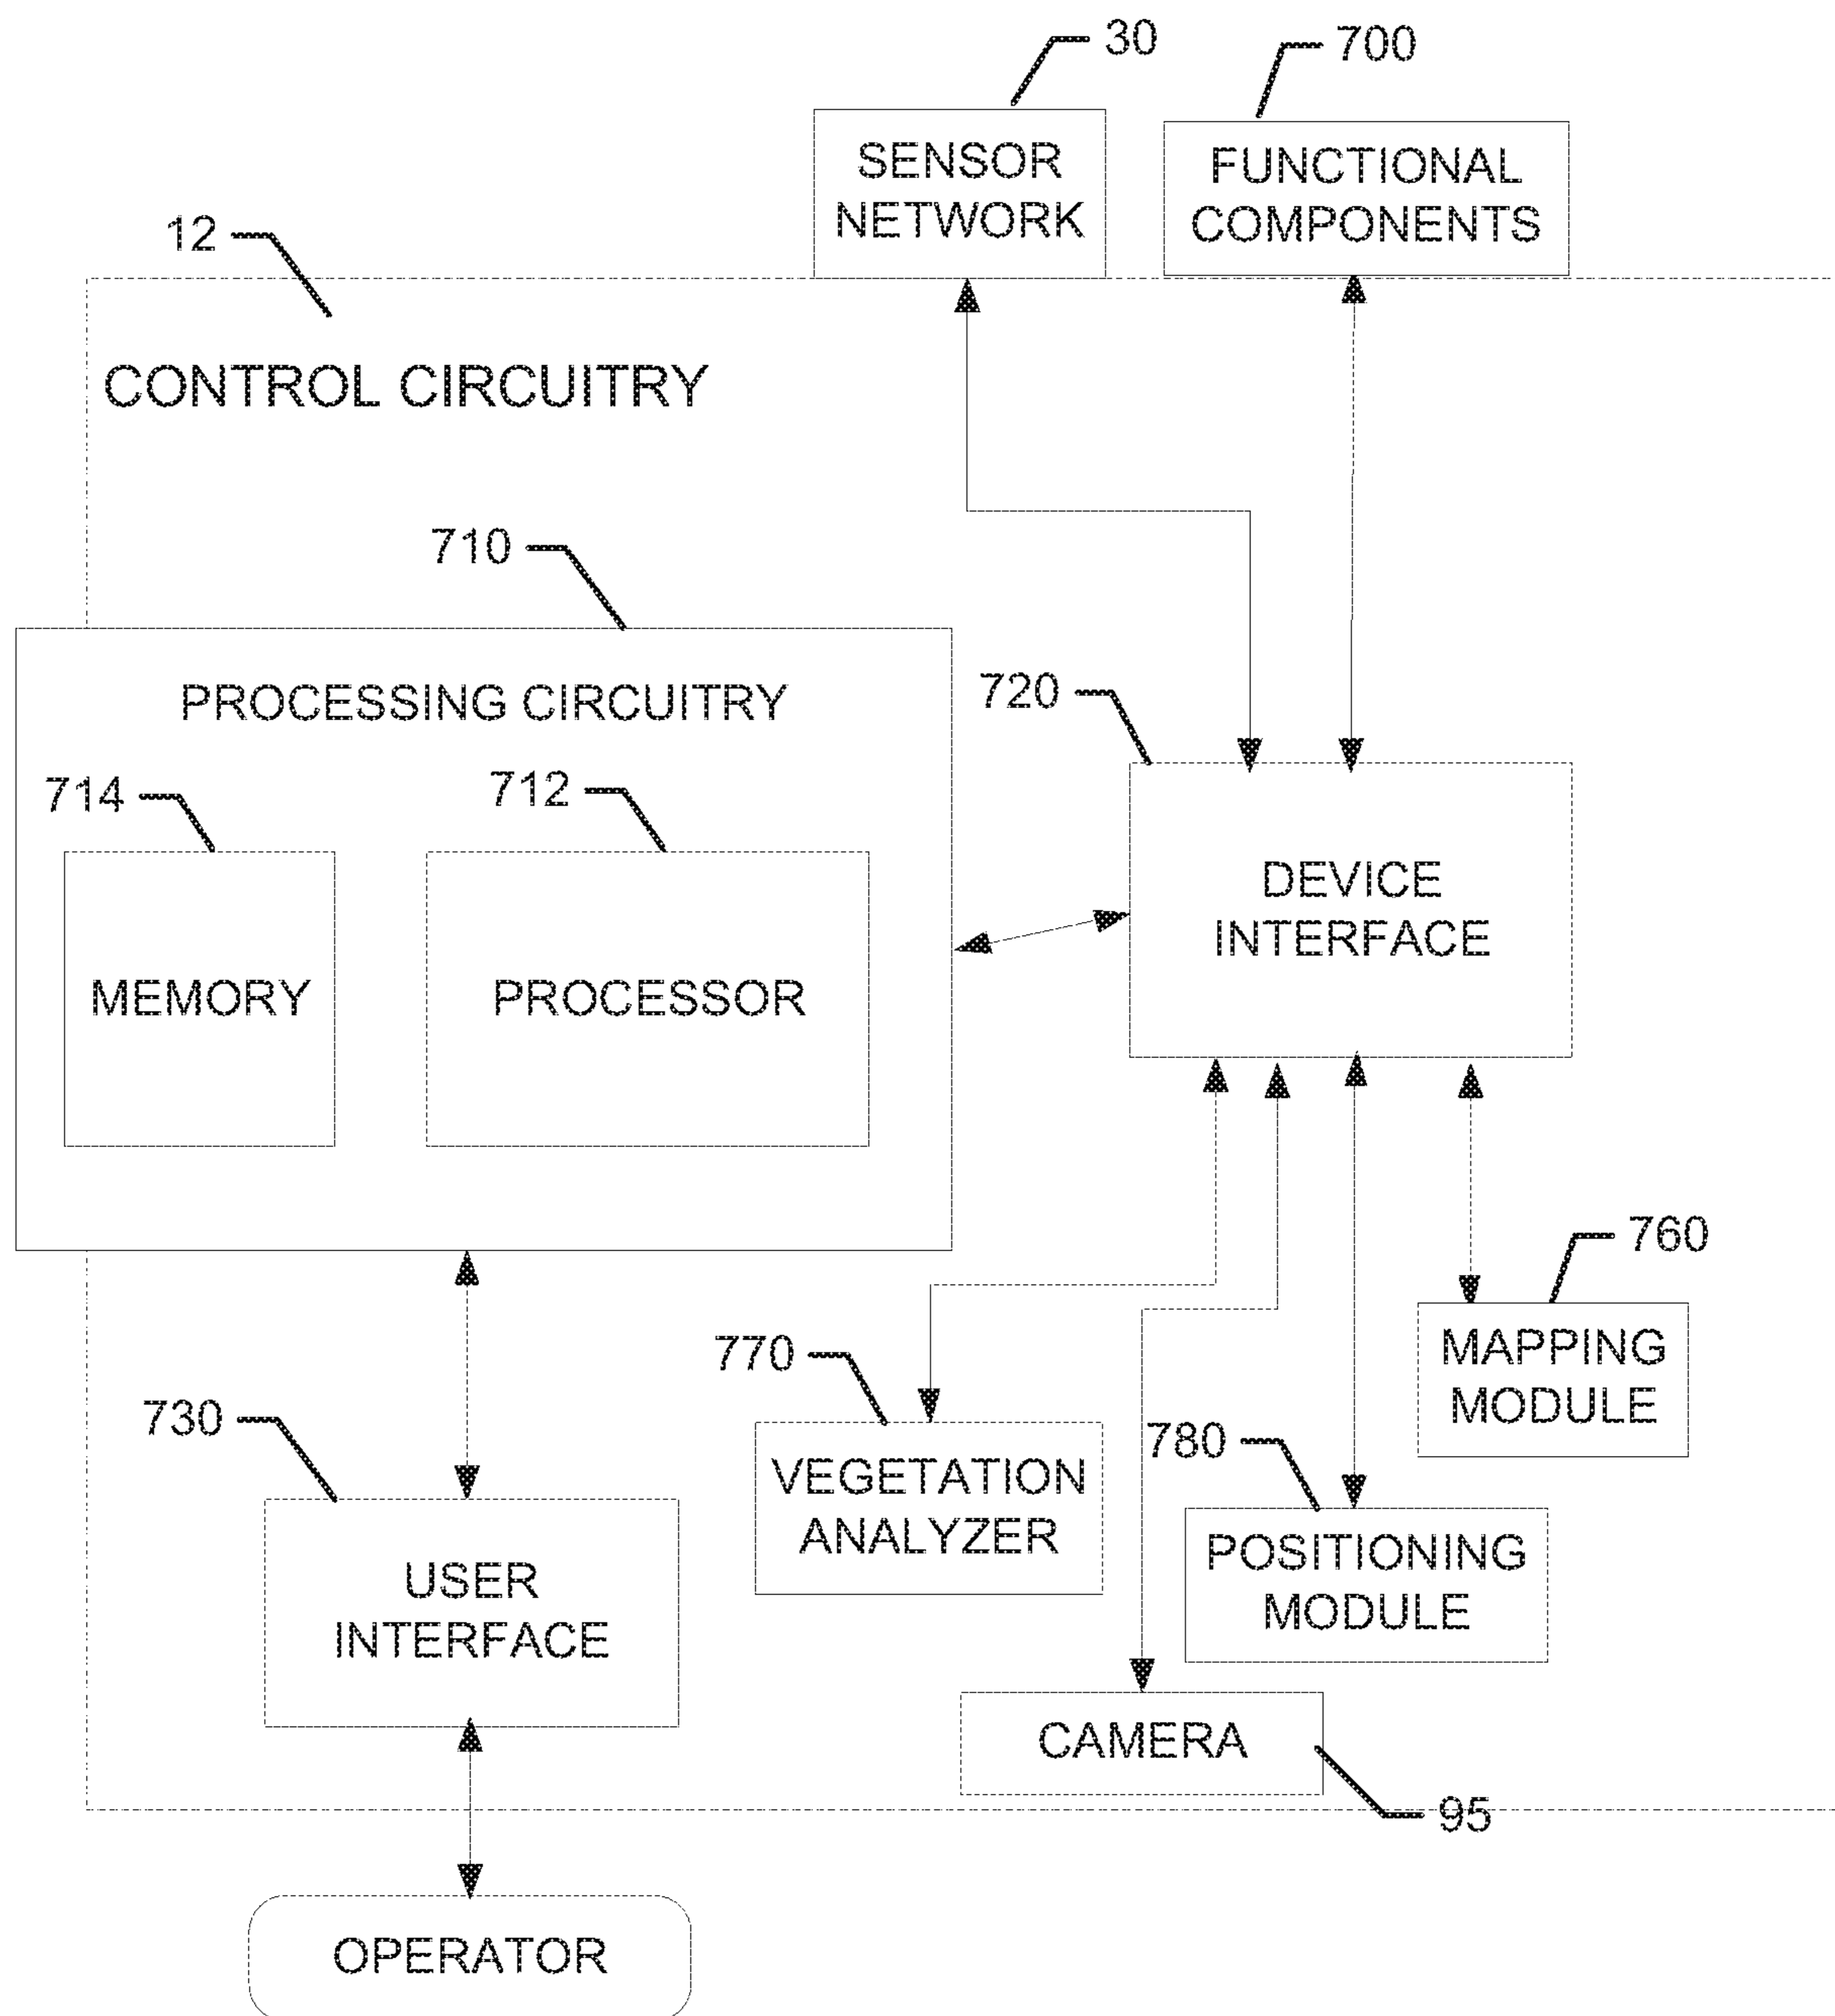 30
700
SENSOR
NETWORK
FUNCTIONAL
COMPONENTS
12
CONTROL CIRCUITRY
710
PROCESSING CIRCUITRY
720
714
712
DEVICE
INTERFACE
MEMORY
PROCESSOR
760
MAPPING
MODULE
770
730
780
VEGETATION
ANALYZER
POSITIONING
MODULE
USER
INTERFACE
CAMERA
95
OPERATOR